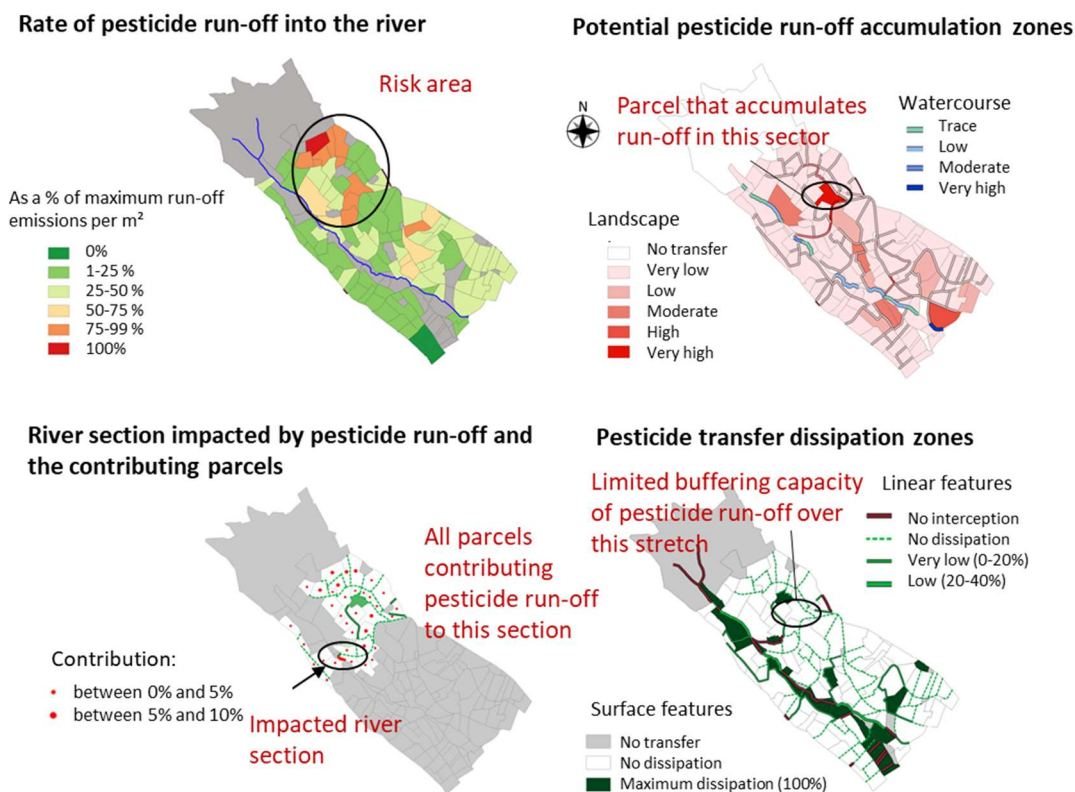 Rate of pesticide run-off into the river
Risk area
As a % of maximum run-off
emissions per m²
0%
1-25 %
25-50 %
50-75 %
75-99 %
100%
Potential pesticide run-off accumulation zones
N
Parcel that accumulates
run-off in this sector
Watercourse
Trace
Low
Moderate
Very high
Landscape
No transfer
Very low
Low
Moderate
High
Very high
River section impacted by pesticide run-off and
the contributing parcels
All parcels
contributing
pesticide run-off
to this section
Contribution:
between 0% and 5%
between 5% and 10%
Impacted river
section
Pesticide transfer dissipation zones
Limited buffering capacity
of pesticide run-off over
this stretch
Linear features
No interception
No dissipation
Very low (0-20%)
Low (20-40%)
Surface features
No transfer
No dissipation
Maximum dissipation (100%)